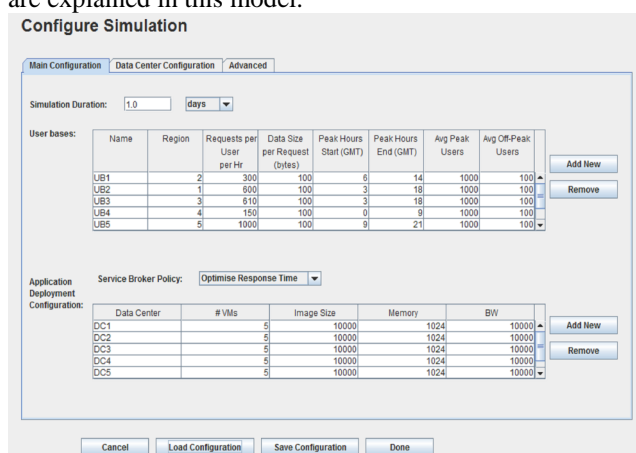 are explained in this model.
Configure Simulation
Main Configuration Data Center Configuration Advanced
Simulation Duration: 1.0 days
User bases:
Name Region Requests per User per Hr Data Size per Request (bytes) Peak Hours Start (GMT) Peak Hours End (GMT) Avg Peak Users Avg Off-Peak Users
UB1 2 300 100 6 14 1000 100
UB2 1 600 100 3 18 1000 100
UB3 3 610 100 3 18 1000 100
UB4 4 150 100 0 9 1000 100
UB5 5 1000 100 9 21 1000 100
Add New
Remove
Application Deployment Configuration:
Service Broker Policy: Optimise Response Time
Data Center # VMs Image Size Memory BW
DC1 5 10000 1024 10000
DC2 5 10000 1024 10000
DC3 5 10000 1024 10000
DC4 5 10000 1024 10000
DC5 5 10000 1024 10000
Add New
Remove
Cancel Load Configuration Save Configuration Done